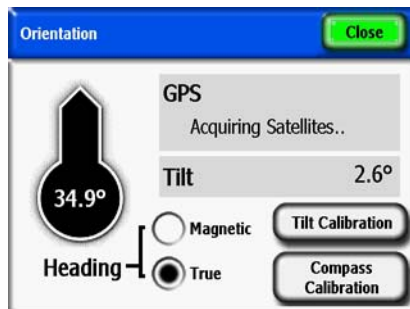 Orientation
Close
GPS
Acquiring Satellites..
Tilt 2.6°
34.9°
Heading
Magnetic
True
Tilt Calibration
Compass
Calibration